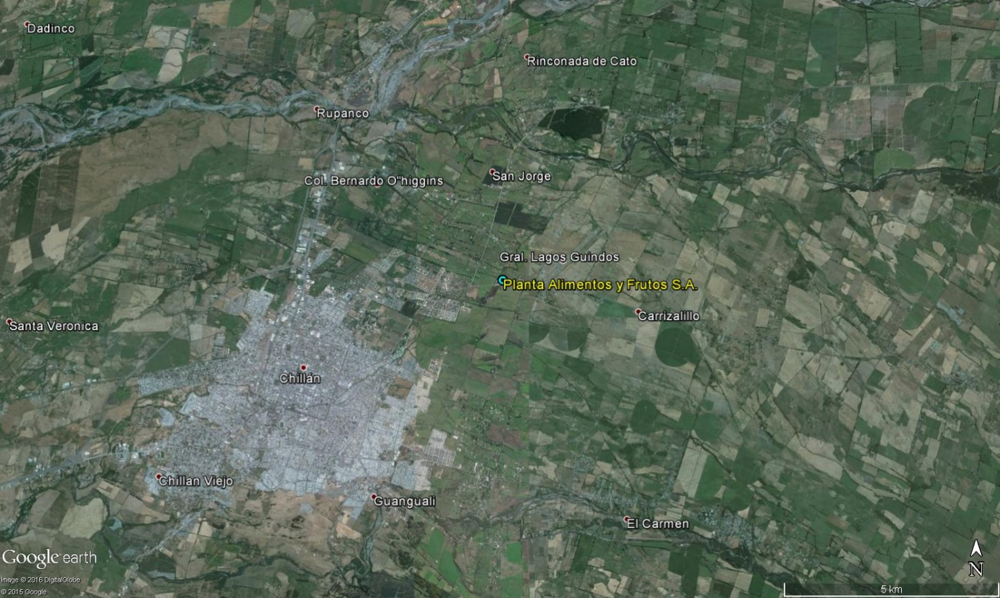 Dadinco
Rinconada de Cato
Rupanco
San Jorge
Col. Bernardo O"higgins
Gral. Lagos Guindos
Planta Alimentos y Frutos S.A.
Carrizalillo
Santa Veronica
Chillán
Chillan Viejo
Guanguali
El Carmen
Google earth
Image © 2016 DigitalGlobe
© 2015 Google
N
5 km